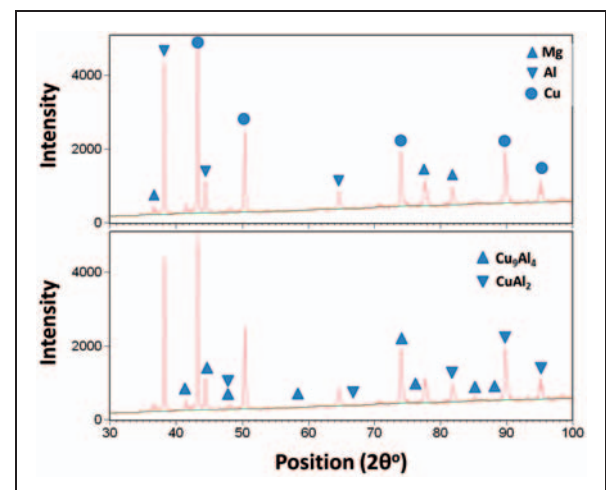 Intensity
4000
2000
0
Mg
Al
Cu
Intensity
4000
2000
0
Cu₉Al₄
CuAl₂
30 40 50 60 70 80 90 100
Position (2θº)